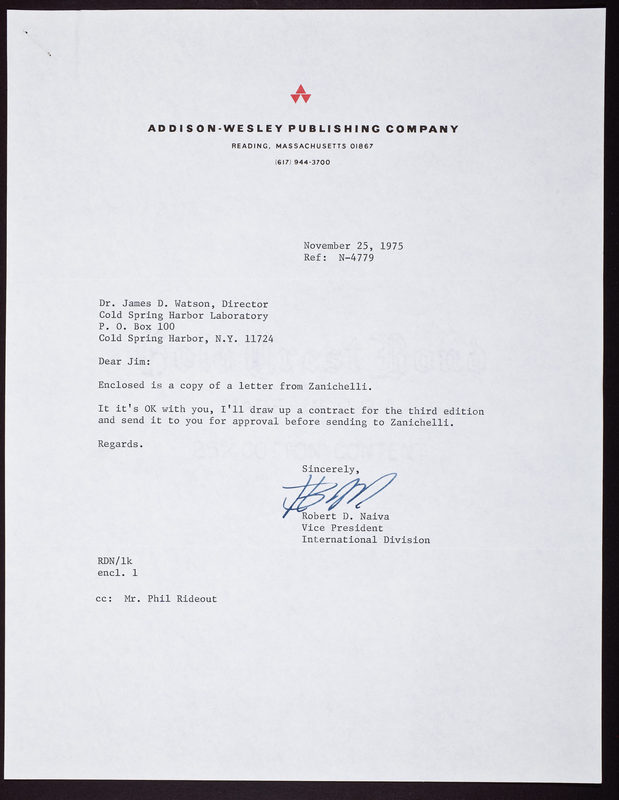 ADDISON-WESLEY PUBLISHING COMPANY
READING, MASSACHUSETTS 01867
(617) 944-3700
November 25, 1975
Ref: N-4779
Dr. James D. Watson, Director
Cold Spring Harbor Laboratory
P. O. Box 100
Cold Spring Harbor, N.Y. 11724
Dear Jim:
Enclosed is a copy of a letter from Zanichelli.
It it's OK with you, I'll draw up a contract for the third edition
and send it to you for approval before sending to Zanichelli.
Regards.
Sincerely,
Robert D. Naiva
Vice President
International Division
RDN/lk
encl. 1
cc: Mr. Phil Rideout